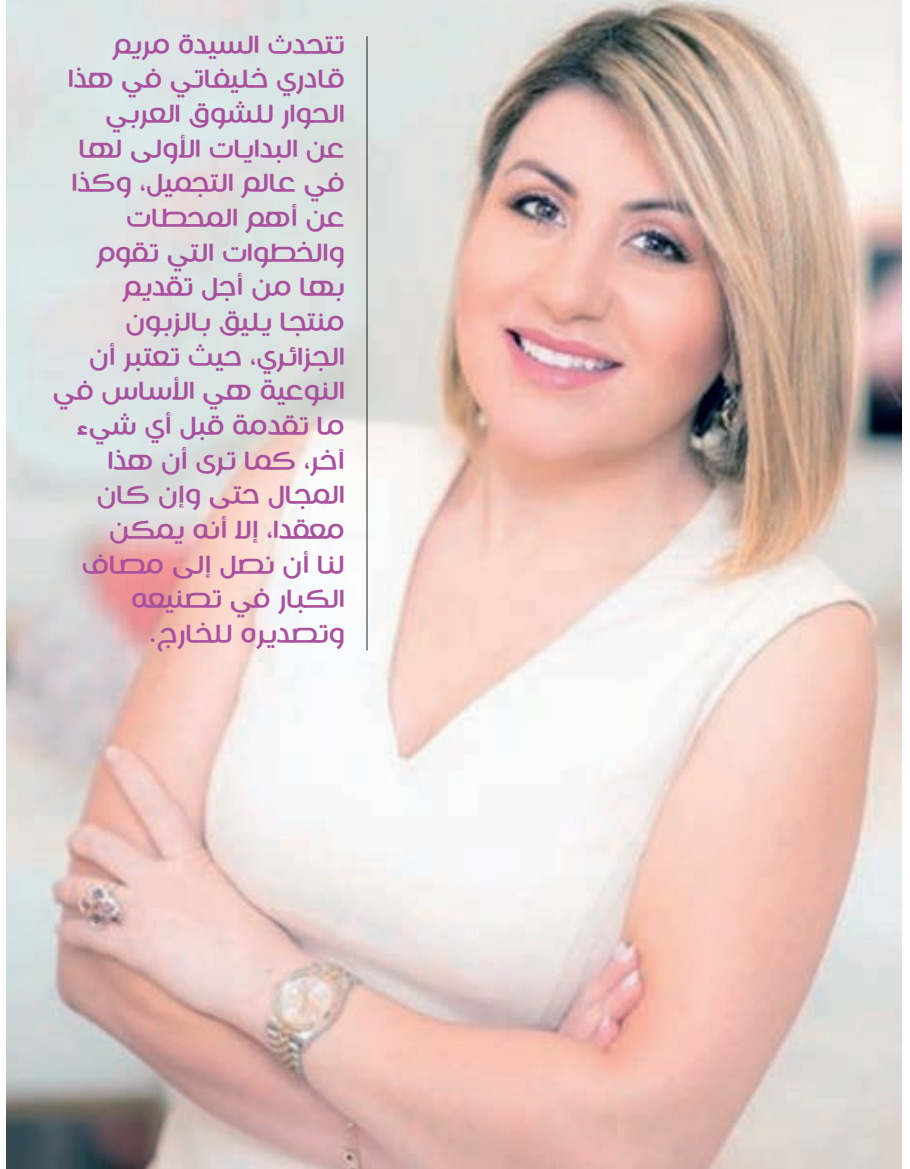 تتحدث السيدة مريم
قادري خليفاتي في هذا
الحوار للشوق العربي
عن البدايات الأولى لها
في عالم التجميل، وكذا
عن أهم المحطات
والخطوات التي تقوم
بها من أجل تقديم
منتجا يليق بالزبون
الجزائري، حيث تعتبر أن
النوعية هي الأساس في
ما تقدمة قبل أي شيء
آخر، كما ترى أن هذا
المجال حتى وإن كان
معقدا، إلا أنه يمكن
لنا أن نصل إلى مصاف
الكبار في تصنيعه
وتصديره للخارج.